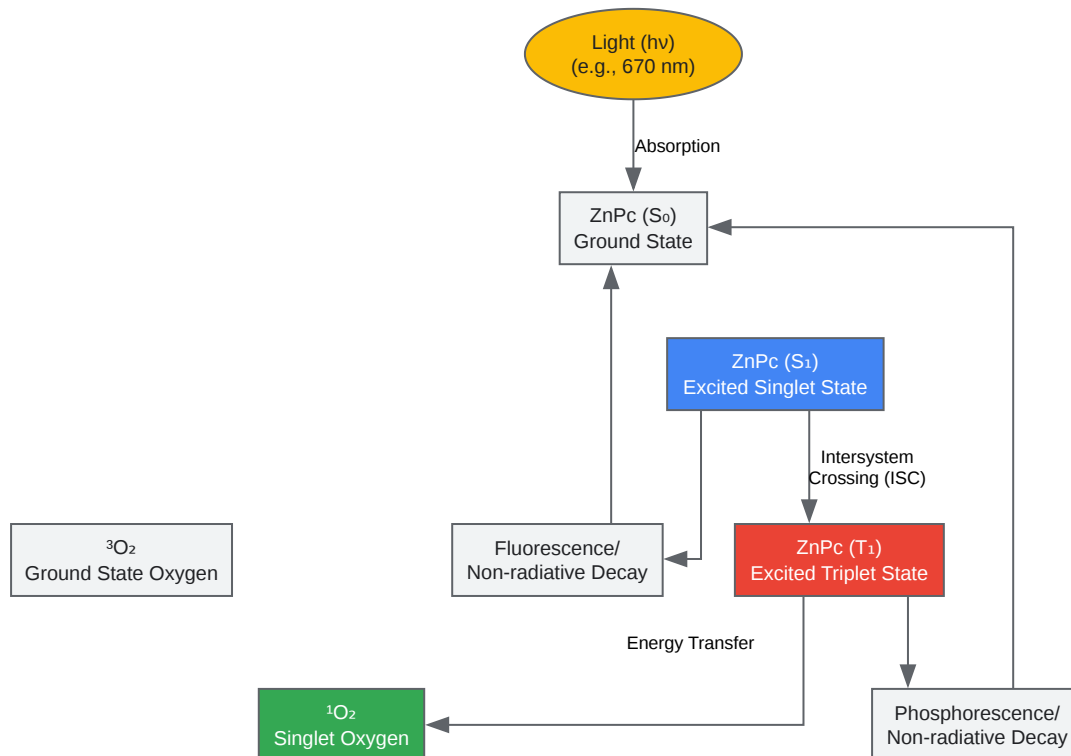 Light (hν)
(e.g., 670 nm)
Absorption
ZnPc (S₀)
Ground State
ZnPc (S₁)
Excited Singlet State
Intersystem
Crossing (ISC)
³O₂
Ground State Oxygen
Fluorescence/
Non-radiative Decay
ZnPc (T₁)
Excited Triplet State
Energy Transfer
¹O₂
Singlet Oxygen
Phosphorescence/
Non-radiative Decay